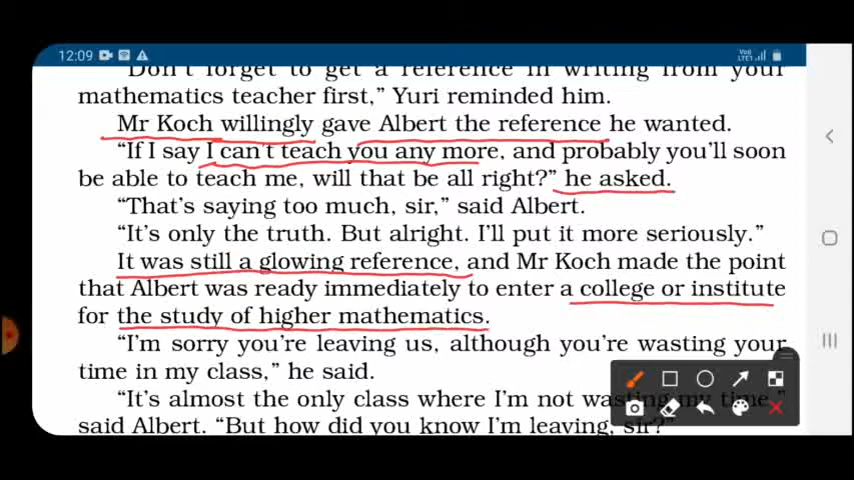 12:09
Vo) LTE1
"Don't forget to get a reference in writing from your
mathematics teacher first," Yuri reminded him.
Mr Koch willingly gave Albert the reference he wanted.
"If I say I can't teach you any more, and probably you'll soon
be able to teach me, will that be all right?" he asked.
"That's saying too much, sir," said Albert.
"It's only the truth. But alright. I'll put it more seriously."
It was still a glowing reference, and Mr Koch made the point
that Albert was ready immediately to enter a college or institute
for the study of higher mathematics.
"I'm sorry you're leaving us, although you're wasting your
time in my class," he said.
"It's almost the only class where I'm not wasting my time,"
said Albert. "But how did you know I'm leaving, sir?"